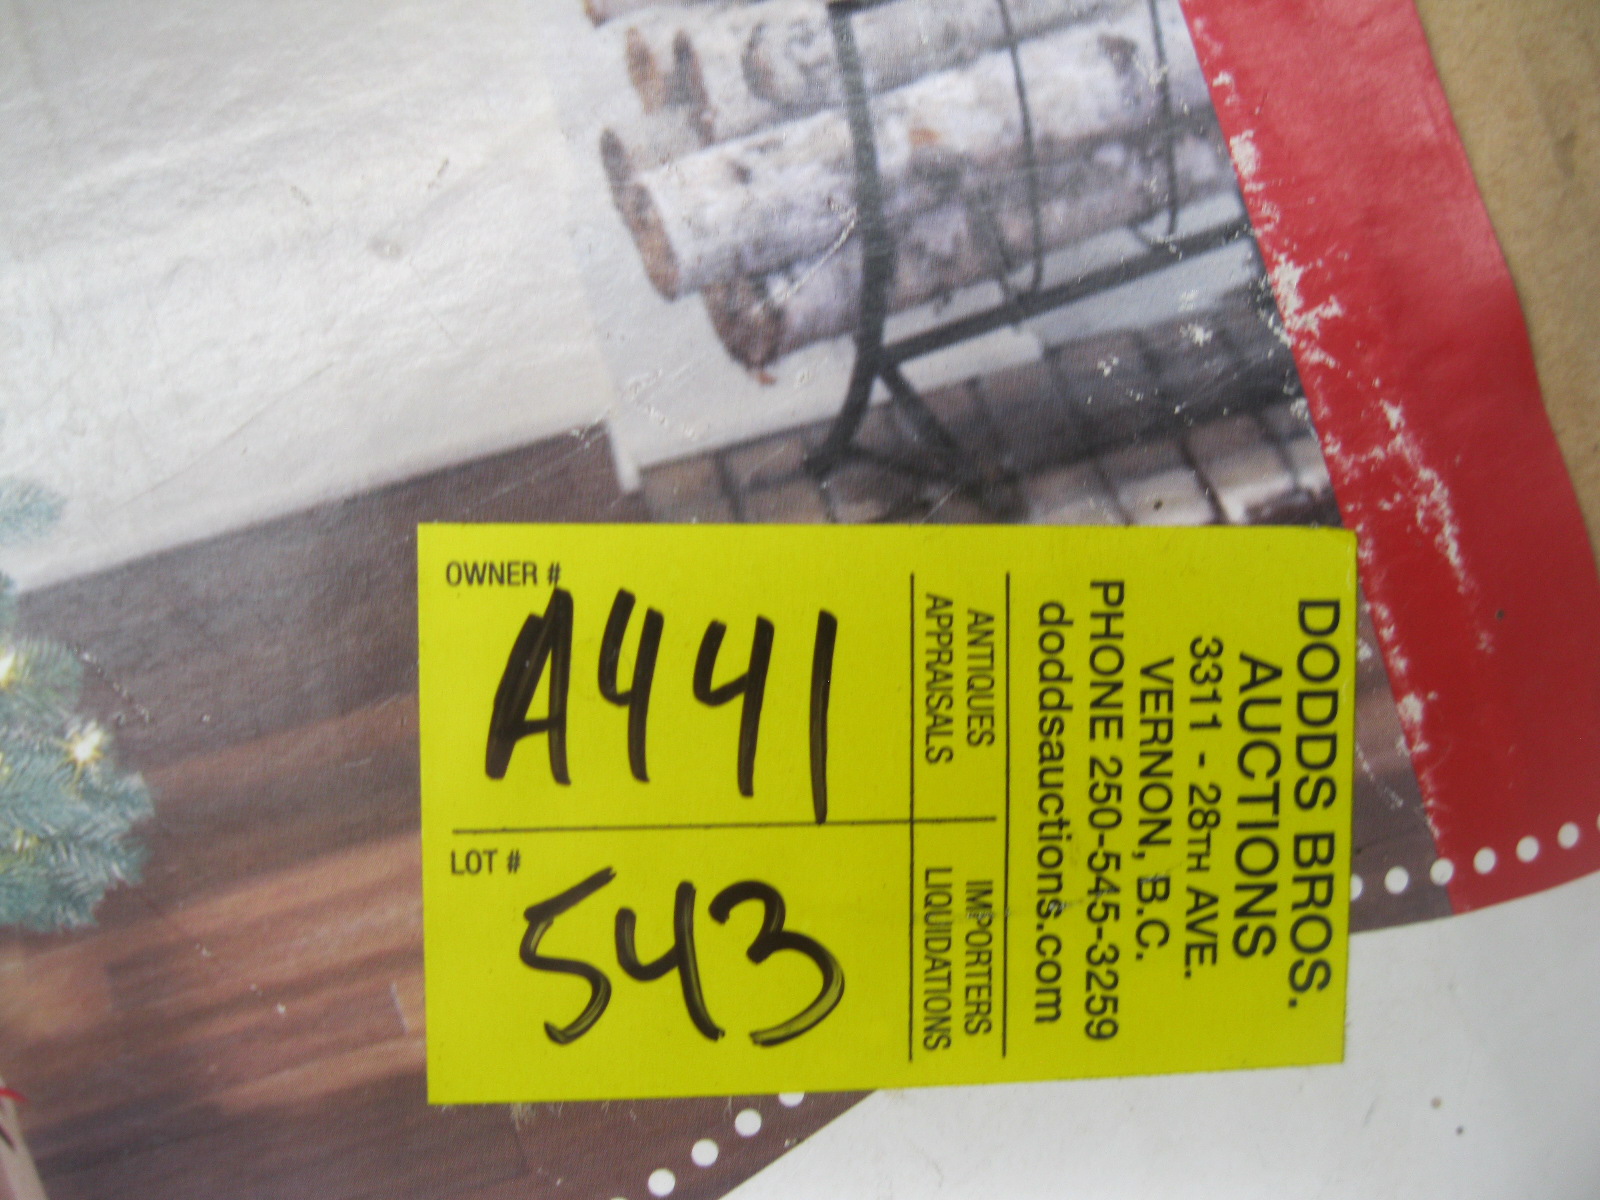 DODDS BROS.
AUCTIONS
3311 - 28TH AVE.
VERNON, B.C.
PHONE 250-545-3259
doddsauctions.com
ANTIQUES
APPRAISALS
IMPORTERS
LIQUIDATIONS
OWNER #
A441
LOT #
543